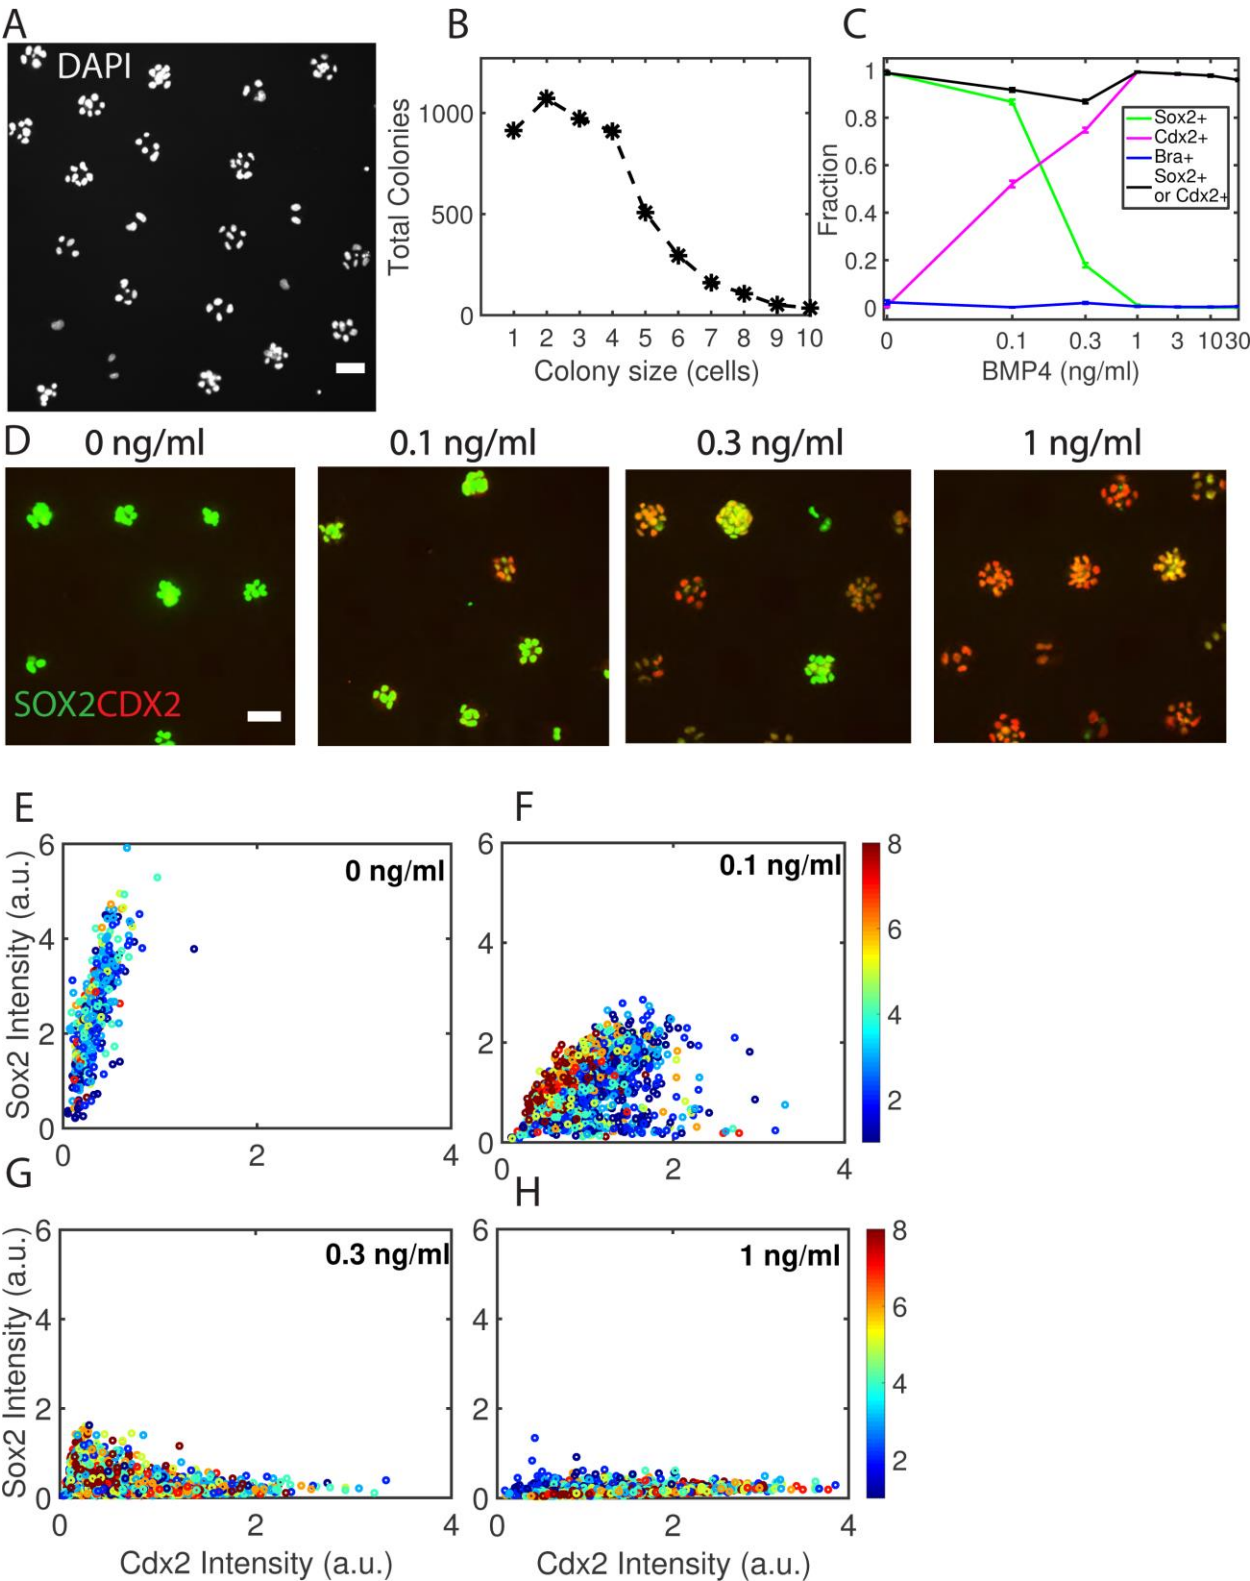 A
DAPI
B
Total Colonies
1000
500
0
1 2 3 4 5 6 7 8 9 10
Colony size (cells)
C
Fraction
1
0.8
0.6
0.4
0.2
0
Sox2+
Cdx2+
Bra+
Sox2+
or Cdx2+
0 0.1 0.3 1 3 10 30
BMP4 (ng/ml)
D
0 ng/ml 0.1 ng/ml 0.3 ng/ml 1 ng/ml
SOX2CDX2
E
Sox2 Intensity (a.u.)
6
4
2
0
0 ng/ml
0 2 4
F
6
4
2
0
0.1 ng/ml
0 2 4
8
6
4
2
G
Sox2 Intensity (a.u.)
6
4
2
0
0.3 ng/ml
0 2 4
Cdx2 Intensity (a.u.)
H
6
4
2
0
1 ng/ml
0 2 4
Cdx2 Intensity (a.u.)
8
6
4
2